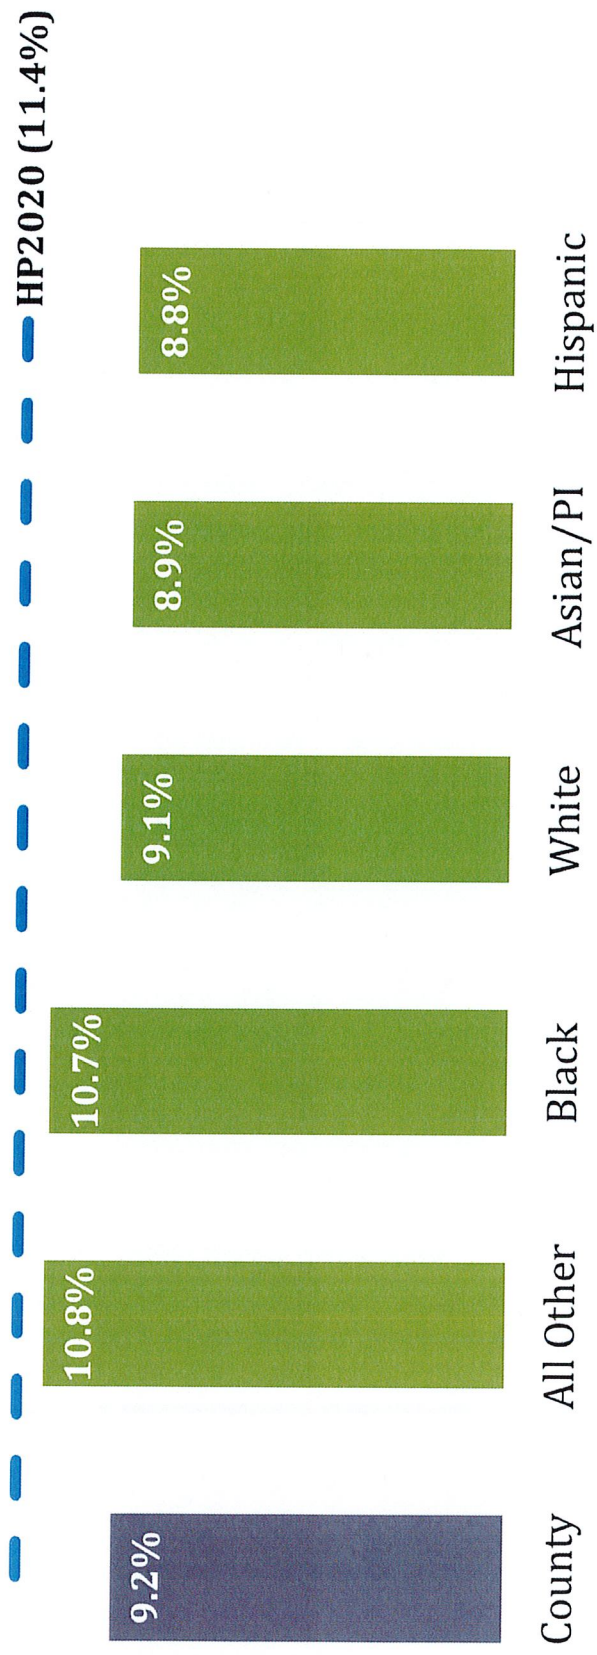 HP2020 (11.4%)
9.2%
10.8%
10.7%
9.1%
8.9%
8.8%
County
All Other
Black
White
Asian/PI
Hispanic